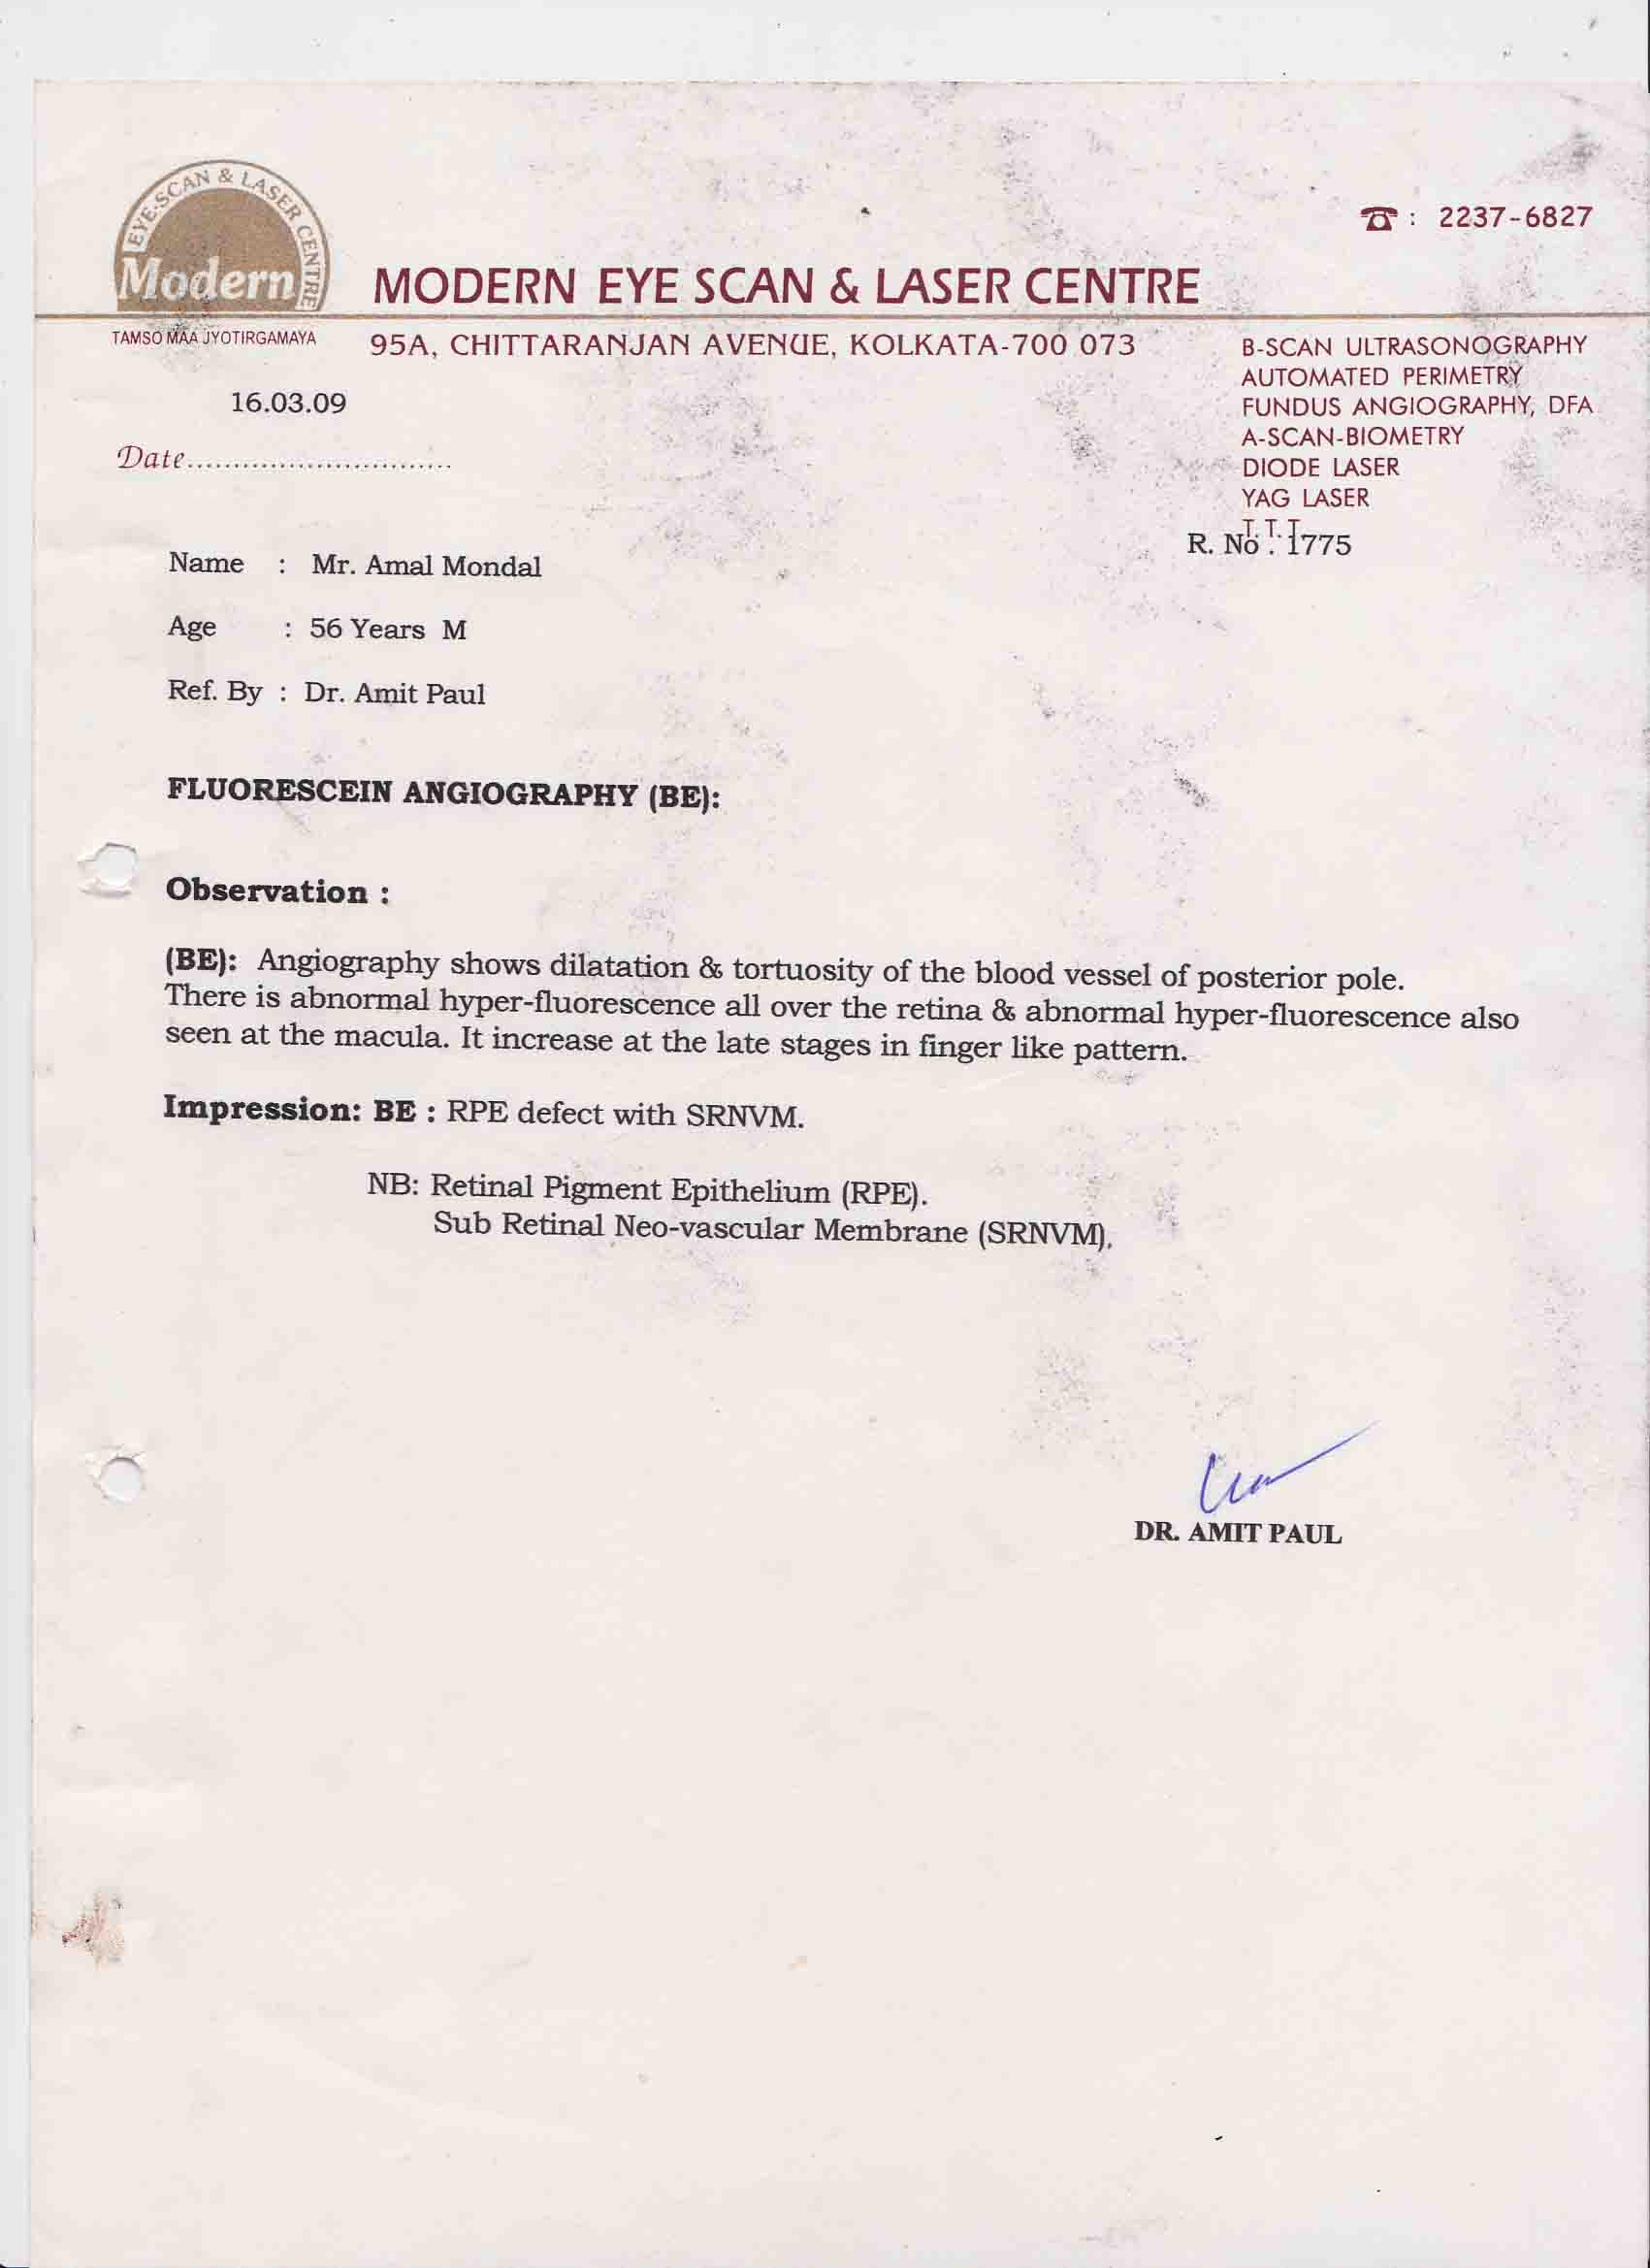 EYE-SCAN & LASER CENTRE
Modern
TAMSO MAA JYOTIRGAMAYA
☎ : 2237-6827
MODERN EYE SCAN & LASER CENTRE
95A, CHITTARANJAN AVENUE, KOLKATA-700 073
B-SCAN ULTRASONOGRAPHY
AUTOMATED PERIMETRY
FUNDUS ANGIOGRAPHY, DFA
A-SCAN-BIOMETRY
DIODE LASER
YAG LASER
T.T.T.
16.03.09
Date..............................
R. No : 1775
Name : Mr. Amal Mondal
Age : 56 Years M
Ref. By : Dr. Amit Paul
FLUORESCEIN ANGIOGRAPHY (BE):
Observation :
(BE): Angiography shows dilatation & tortuosity of the blood vessel of posterior pole.
There is abnormal hyper-fluorescence all over the retina & abnormal hyper-fluorescence also
seen at the macula. It increase at the late stages in finger like pattern.
Impression: BE : RPE defect with SRNVM.
NB: Retinal Pigment Epithelium (RPE).
Sub Retinal Neo-vascular Membrane (SRNVM).
DR. AMIT PAUL